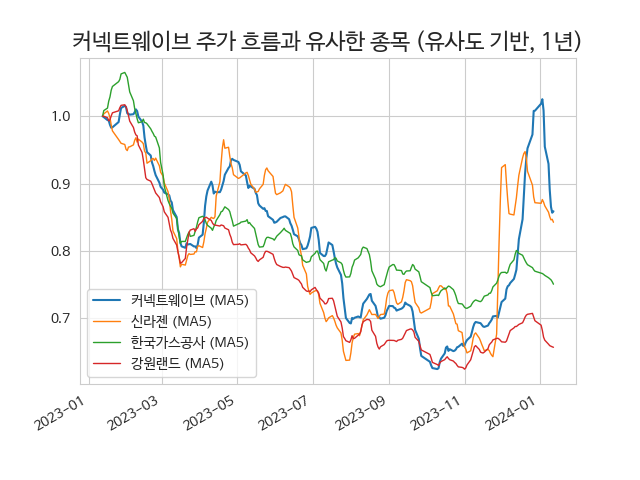 커넥트웨이브 주가 흐름과 유사한 종목 (유사도 기반, 1년)
1.0
0.9
0.8
0.7
커넥트웨이브 (MA5)
신라젠 (MA5)
한국가스공사 (MA5)
강원랜드 (MA5)
2023-01
2023-03
2023-05
2023-07
2023-09
2023-11
2024-01